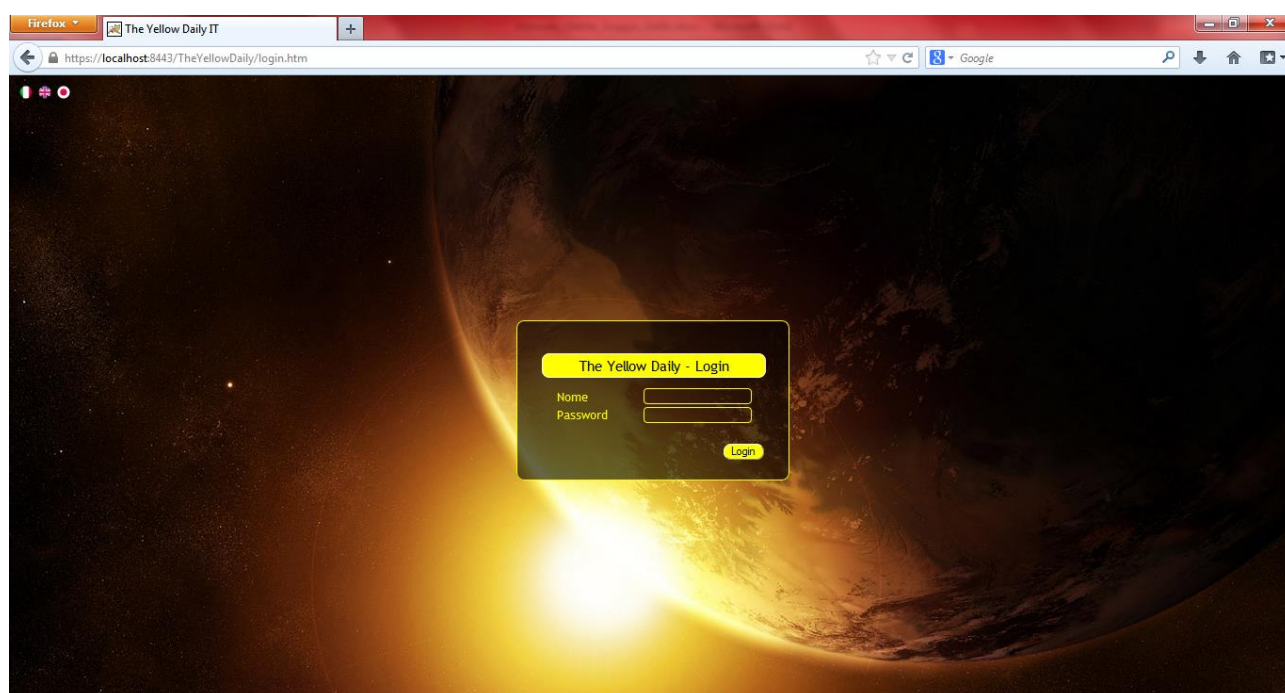 Firefox
The Yellow Daily IT
https://localhost:8443/TheYellowDaily/login.htm
Google
The Yellow Daily - Login
Nome
Password
Login